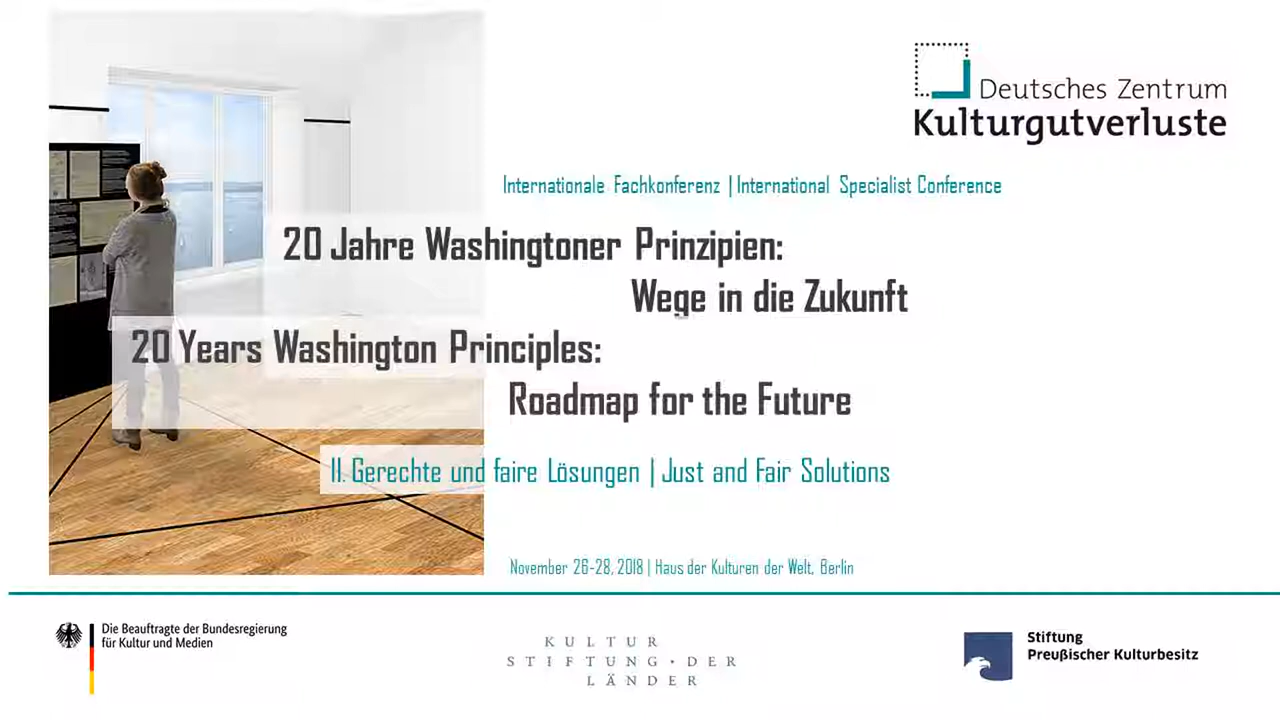 Deutsches Zentrum
Kulturgutverluste
Internationale Fachkonferenz | International Specialist Conference
20 Jahre Washingtoner Prinzipien:
Wege in die Zukunft
20 Years Washington Principles:
Roadmap for the Future
II. Gerechte und faire Lösungen | Just and Fair Solutions
November 26-28, 2018 | Haus der Kulturen der Welt, Berlin
Die Beauftragte der Bundesregierung
für Kultur und Medien
KULTUR
STIFTUNG · DER
LÄNDER
Stiftung
Preußischer Kulturbesitz